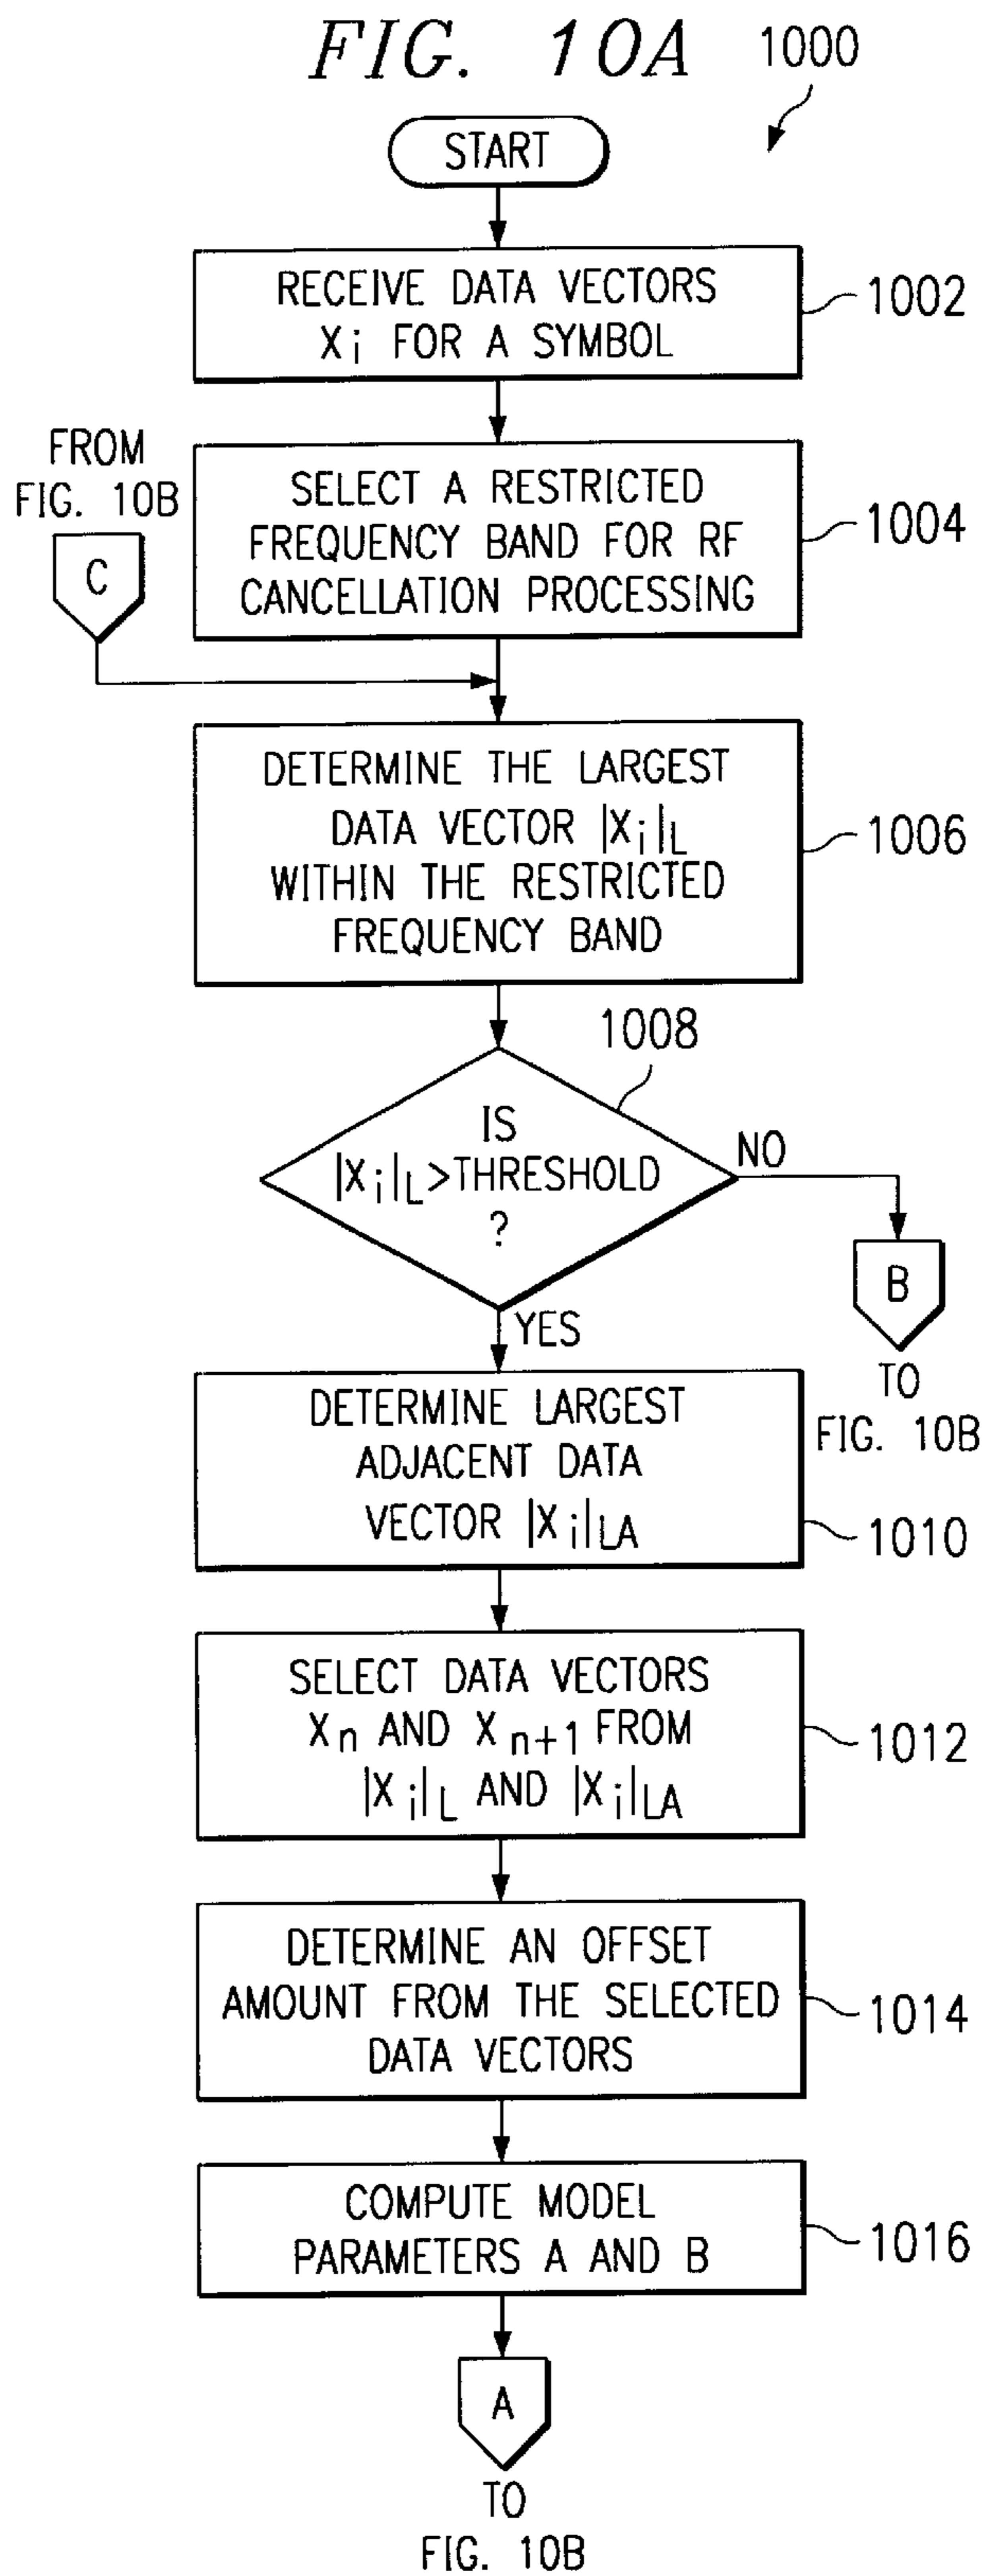 FIG. 10A
1000
START
RECEIVE DATA VECTORS
Xi FOR A SYMBOL
1002
FROM
FIG. 10B
C
SELECT A RESTRICTED
FREQUENCY BAND FOR RF
CANCELLATION PROCESSING
1004
DETERMINE THE LARGEST
DATA VECTOR |Xi|L
WITHIN THE RESTRICTED
FREQUENCY BAND
1006
1008
IS
|Xi|L>THRESHOLD
?
NO
B
TO
FIG. 10B
YES
DETERMINE LARGEST
ADJACENT DATA
VECTOR |Xi|LA
1010
SELECT DATA VECTORS
Xn AND Xn+1 FROM
|Xi|L AND |Xi|LA
1012
DETERMINE AN OFFSET
AMOUNT FROM THE SELECTED
DATA VECTORS
1014
COMPUTE MODEL
PARAMETERS A AND B
1016
A
TO
FIG. 10B